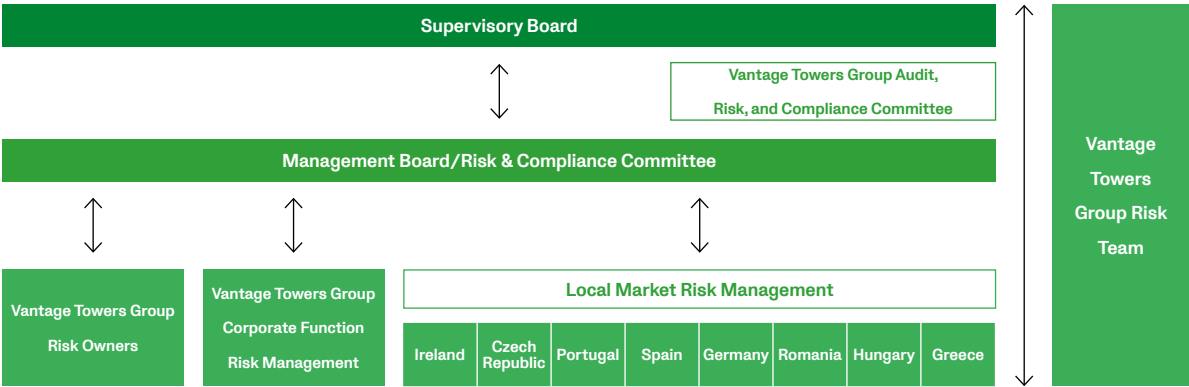 Supervisory Board
Vantage Towers Group Audit,
Risk, and Compliance Committee
Management Board/Risk & Compliance Committee
Vantage Towers Group
Risk Owners
Vantage Towers Group
Corporate Function
Risk Management
Local Market Risk Management
Ireland
Czech
Republic
Portugal
Spain
Germany
Romania
Hungary
Greece
Vantage
Towers
Group Risk
Team